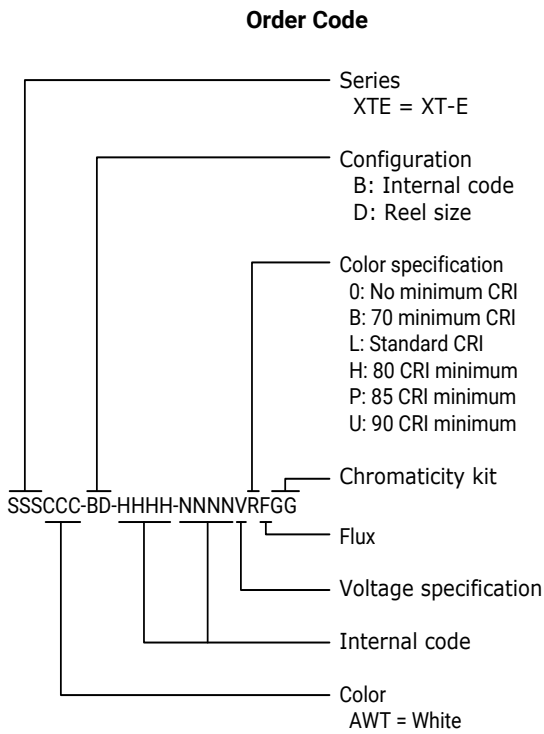 Order Code
Series
XTE = XT-E
Configuration
B: Internal code
D: Reel size
Color specification
0: No minimum CRI
B: 70 minimum CRI
L: Standard CRI
H: 80 CRI minimum
P: 85 CRI minimum
U: 90 CRI minimum
Chromaticity kit
SSSCCC-BD-HHHH-NNNNVRFGG
Flux
Voltage specification
Internal code
Color
AWT = White